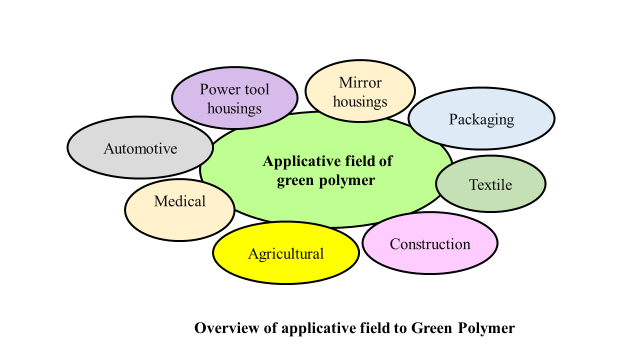 Power tool
housings
Mirror
housings
Packaging
Automotive
Applicative field of
green polymer
Textile
Medical
Construction
Agricultural
Overview of applicative field to Green Polymer